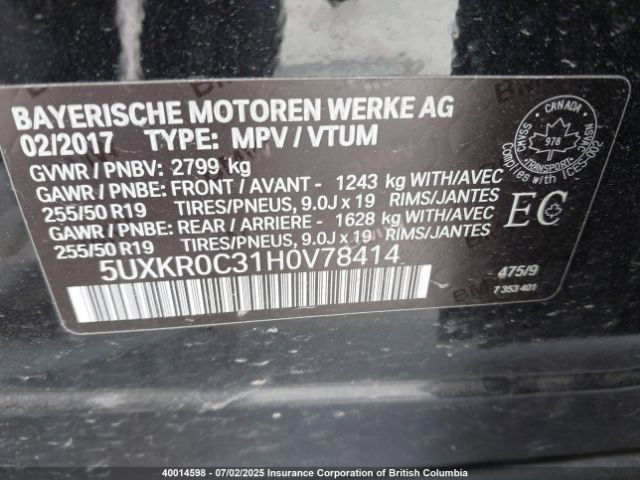 BAYERISCHE MOTOREN WERKE AG
02/2017 TYPE: MPV / VTUM
GVWR / PNBV: 2799 kg
GAWR / PNBE: FRONT / AVANT - 1243 kg WITH/AVEC
255/50 R19 TIRES/PNEUS, 9.0J x 19 RIMS/JANTES
GAWR / PNBE: REAR / ARRIERE - 1628 kg WITH/AVEC
255/50 R19 TIRES/PNEUS, 9.0J x 19 RIMS/JANTES
5UXKR0C31H0V78414
CANADA
978
TRANSPORT
CMVSS
NSVAC
Complies with ICES-002
EC
475/9
7 353 401
40014598 - 07/02/2025 Insurance Corporation of British Columbia